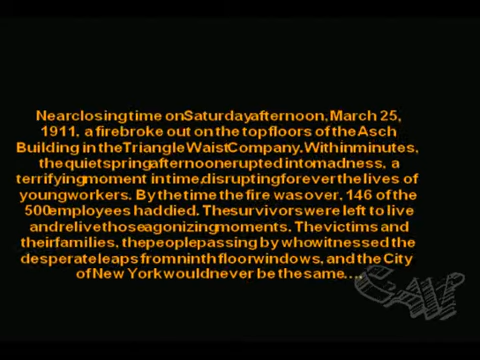 Near closing time on Saturday afternoon, March 25,
1911, a fire broke out on the top floors of the Asch
Building in the Triangle Waist Company. Within minutes,
the quiet spring afternoon erupted into madness, a
terrifying moment in time, disrupting forever the lives of
young workers. By the time the fire was over, 146 of the
500 employees had died. The survivors were left to live
and relive those agonizing moments. The victims and
their families, the people passing by who witnessed the
desperate leaps from ninth floor windows, and the City
of New York would never be the same....
CAV